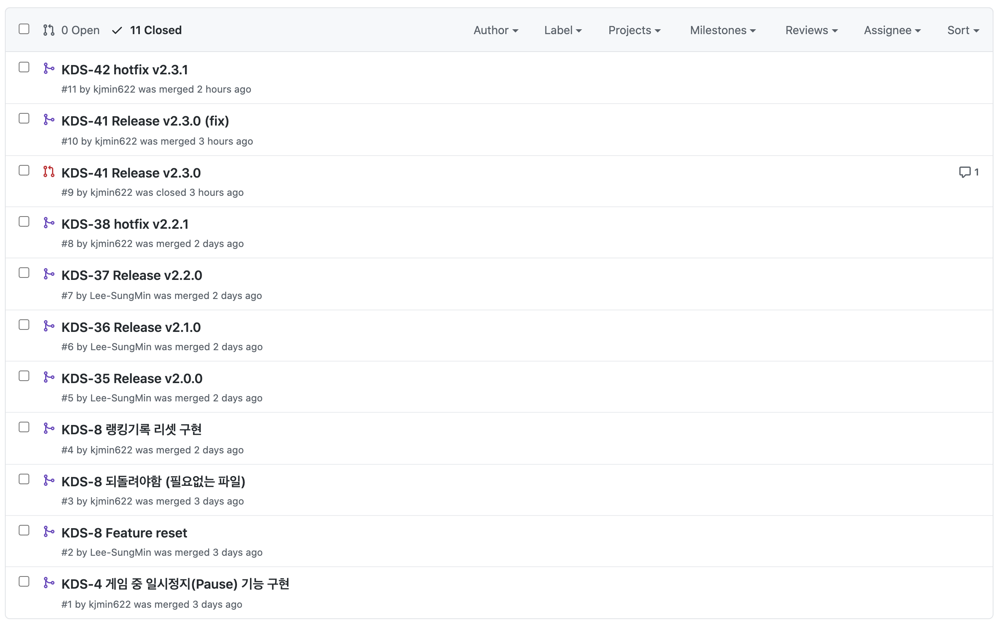 0 Open 11 Closed Author Label Projects Milestones Reviews Assignee Sort
KDS-42 hotfix v2.3.1
#11 by kjmin622 was merged 2 hours ago
KDS-41 Release v2.3.0 (fix)
#10 by kjmin622 was merged 3 hours ago
KDS-41 Release v2.3.0 1
#9 by kjmin622 was closed 3 hours ago
KDS-38 hotfix v2.2.1
#8 by kjmin622 was merged 2 days ago
KDS-37 Release v2.2.0
#7 by Lee-SungMin was merged 2 days ago
KDS-36 Release v2.1.0
#6 by Lee-SungMin was merged 2 days ago
KDS-35 Release v2.0.0
#5 by Lee-SungMin was merged 2 days ago
KDS-8 랭킹기록 리셋 구현
#4 by kjmin622 was merged 2 days ago
KDS-8 되돌려야함 (필요없는 파일)
#3 by kjmin622 was merged 3 days ago
KDS-8 Feature reset
#2 by Lee-SungMin was merged 3 days ago
KDS-4 게임 중 일시정지(Pause) 기능 구현
#1 by kjmin622 was merged 3 days ago